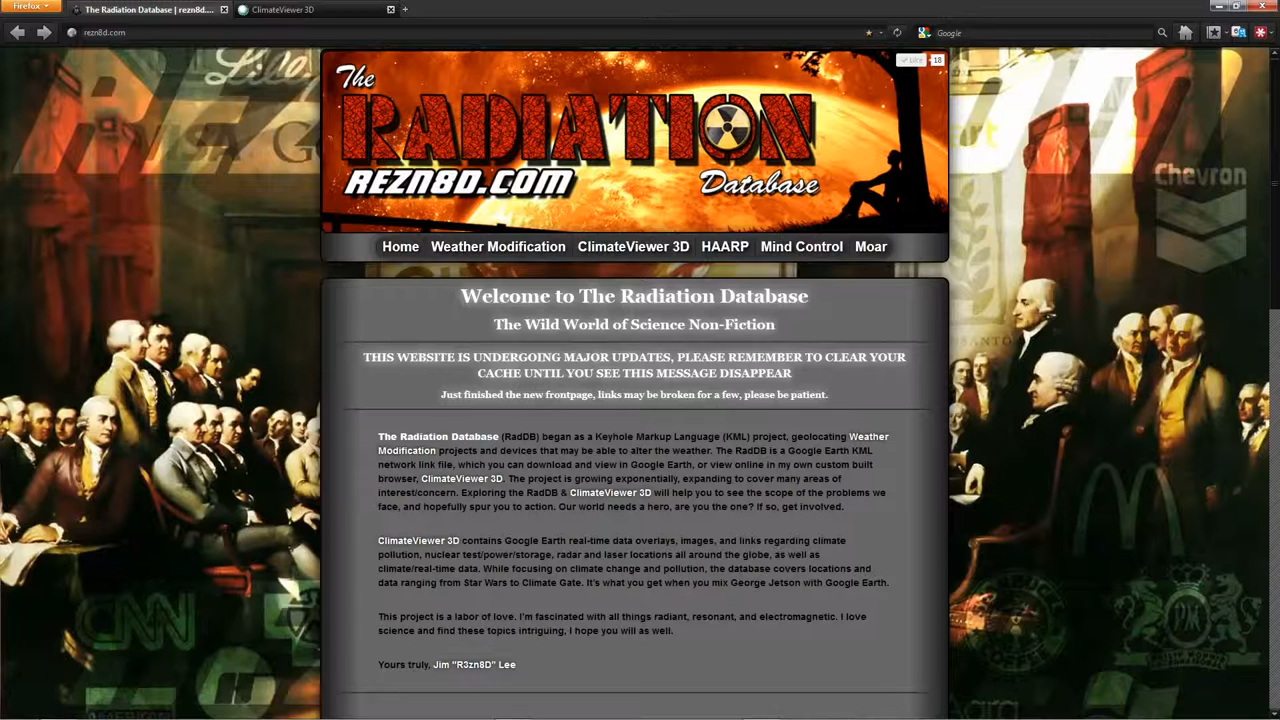 Firefox
The Radiation Database | rezn8d....
ClimateViewer 3D
rezn8d.com
Google
Like 18
The
RADIATION
REZN8D.COM
Database
Home Weather Modification ClimateViewer 3D HAARP Mind Control Moar
Welcome to The Radiation Database
The Wild World of Science Non-Fiction
THIS WEBSITE IS UNDERGOING MAJOR UPDATES, PLEASE REMEMBER TO CLEAR YOUR
CACHE UNTIL YOU SEE THIS MESSAGE DISAPPEAR
Just finished the new frontpage, links may be broken for a few, please be patient.
The Radiation Database (RadDB) began as a Keyhole Markup Language (KML) project, geolocating Weather
Modification projects and devices that may be able to alter the weather. The RadDB is a Google Earth KML
network link file, which you can download and view in Google Earth, or view online in my own custom built
browser, ClimateViewer 3D. The project is growing exponentially, expanding to cover many areas of
interest/concern. Exploring the RadDB & ClimateViewer 3D will help you to see the scope of the problems we
face, and hopefully spur you to action. Our world needs a hero, are you the one? If so, get involved.
ClimateViewer 3D contains Google Earth real-time data overlays, images, and links regarding climate
pollution, nuclear test/power/storage, radar and laser locations all around the globe, as well as
climate/real-time data. While focusing on climate change and pollution, the database covers locations and
data ranging from Star Wars to Climate Gate. It's what you get when you mix George Jetson with Google Earth.
This project is a labor of love. I'm fascinated with all things radiant, resonant, and electromagnetic. I love
science and find these topics intriguing, I hope you will as well.
Yours truly, Jim "R3zn8D" Lee
Chevron
CNN